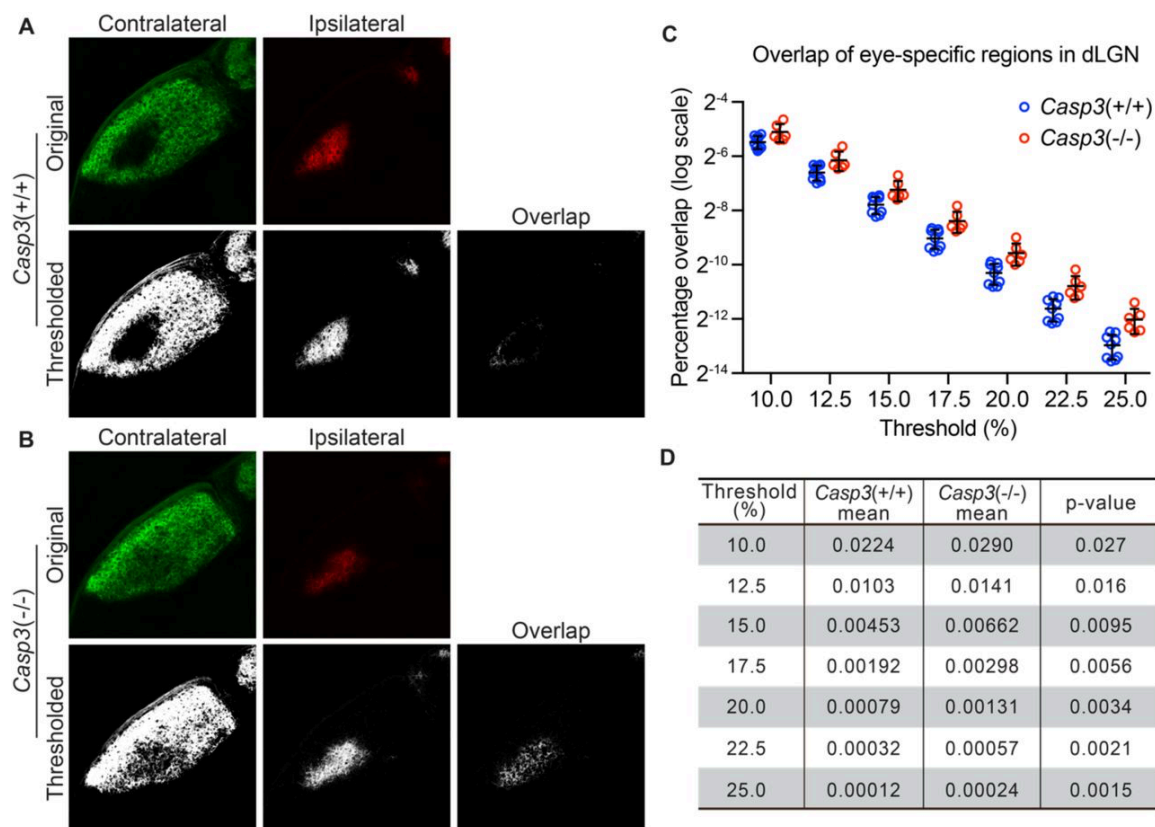 A
Contralateral Ipsilateral
Casp3(+/+)
Original
Thresholded
Overlap
B
Contralateral Ipsilateral
Casp3(-/-)
Original
Thresholded
Overlap
C
Overlap of eye-specific regions in dLGN
Casp3(+/+)
Casp3(-/-)
Percentage overlap (log scale)
2-4
2-6
2-8
2-10
2-12
2-14
10.0 12.5 15.0 17.5 20.0 22.5 25.0
Threshold (%)
D
Threshold (%) Casp3(+/+) mean Casp3(-/-) mean p-value
10.0 0.0224 0.0290 0.027
12.5 0.0103 0.0141 0.016
15.0 0.00453 0.00662 0.0095
17.5 0.00192 0.00298 0.0056
20.0 0.00079 0.00131 0.0034
22.5 0.00032 0.00057 0.0021
25.0 0.00012 0.00024 0.0015